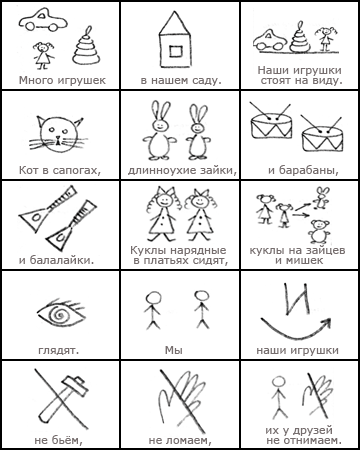 Много игрушек
в нашем саду.
Наши игрушки
стоят на виду.
Кот в сапогах,
длинноухие зайки,
и барабаны,
и балалайки.
Куклы нарядные
в платьях сидят,
куклы на зайцев
и мишек
глядят.
Мы
И
наши игрушки
не бьём,
не ломаем,
их у друзей
не отнимаем.